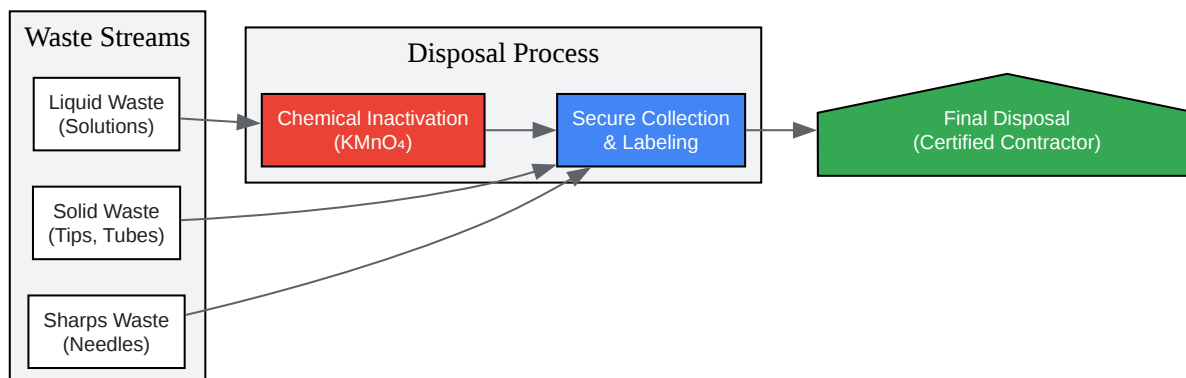 Waste Streams
Liquid Waste
(Solutions)
Solid Waste
(Tips, Tubes)
Sharps Waste
(Needles)
Disposal Process
Chemical Inactivation
(KMnO₄)
Secure Collection
& Labeling
Final Disposal
(Certified Contractor)